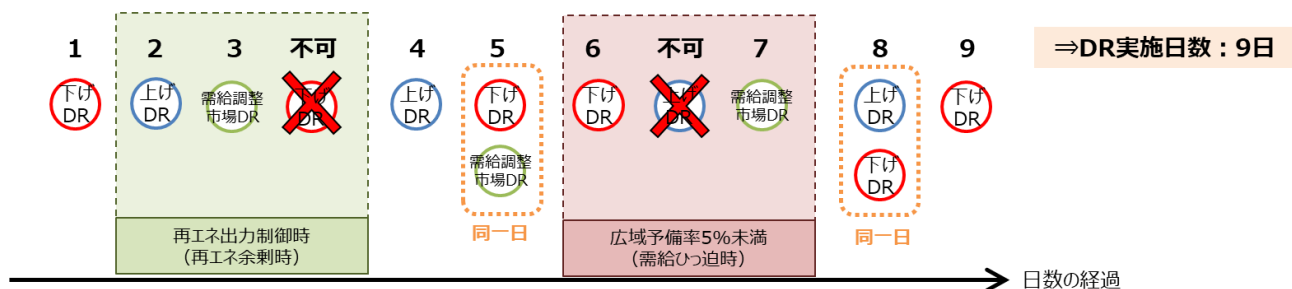 1
2
3
不可
4
5
6
不可
7
8
9
⇒DR実施日数：9日
下げ
DR
上げ
DR
需給調整
市場DR
下げ
DR
上げ
DR
下げ
DR
下げ
DR
上げ
DR
需給調整
市場DR
上げ
DR
下げ
DR
需給調整
市場DR
下げ
DR
同一日
同一日
再エネ出力制御時
(再エネ余剰時)
広域予備率5%未満
(需給ひっ迫時)
日数の経過